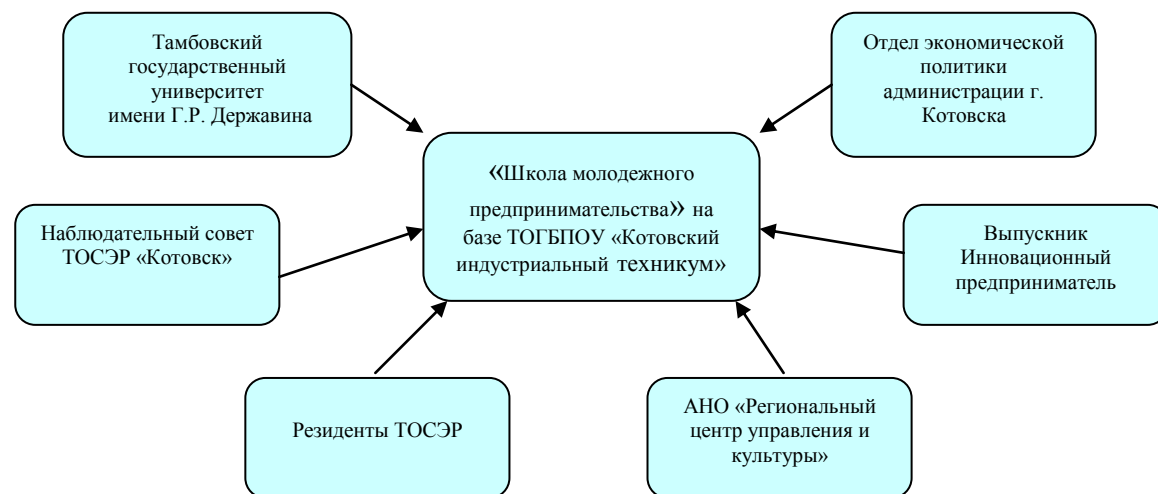 Тамбовский
государственный
университет
имени Г.Р. Державина
Отдел экономической
политики
администрации г.
Котовска
«Школа молодежного
предпринимательства» на
базе ТОГБПОУ «Котовский
индустриальный техникум»
Наблюдательный совет
ТОСЭР «Котовск»
Выпускник
Инновационный
предприниматель
Резиденты ТОСЭР
АНО «Региональный
центр управления и
культуры»